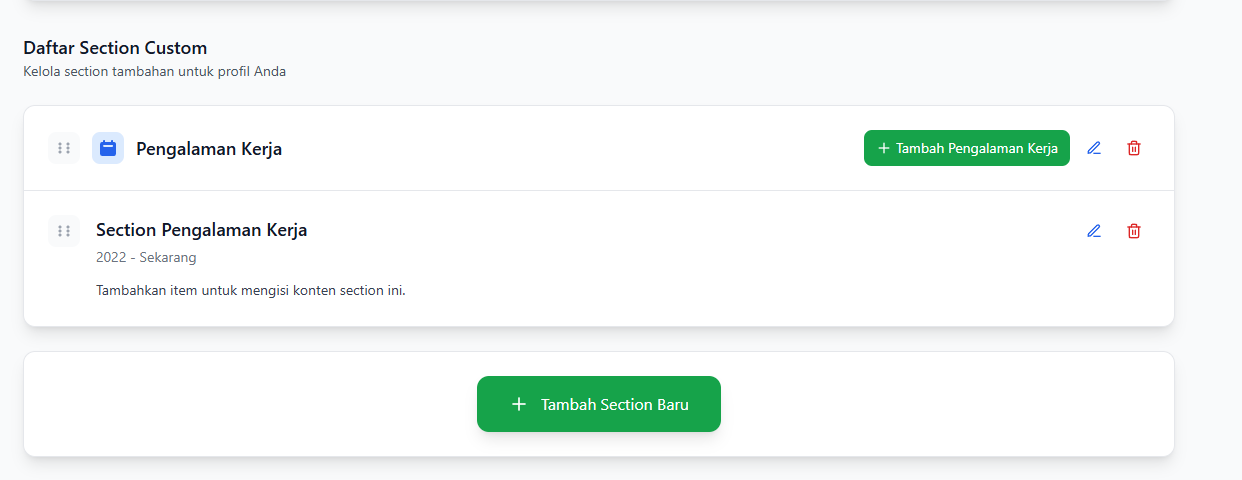 Daftar Section Custom
Kelola section tambahan untuk profil Anda
Pengalaman Kerja
Tambah Pengalaman Kerja
Section Pengalaman Kerja
2022 - Sekarang
Tambahkan item untuk mengisi konten section ini.
Tambah Section Baru